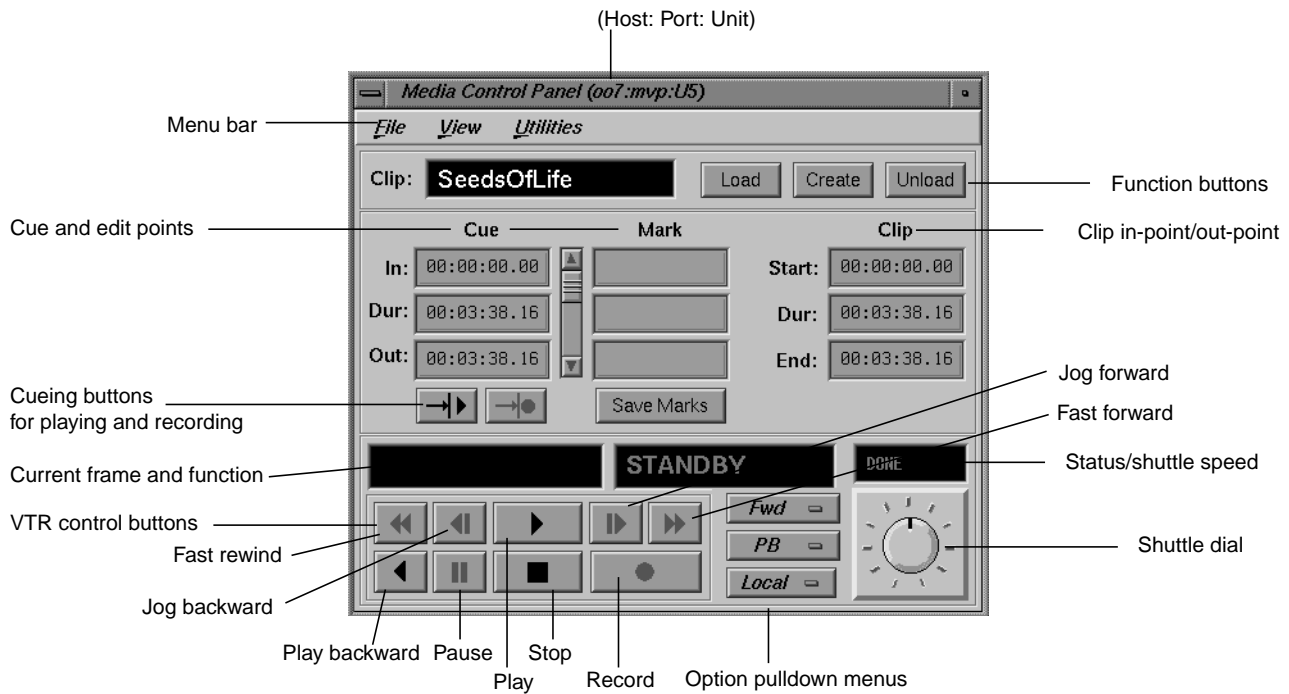 (Host: Port: Unit)
Media Control Panel (oo7:mvp:U5)
Menu bar
File View Utilities
Clip: SeedsOfLife Load Create Unload
Function buttons
Cue and edit points
Cue Mark Clip
Clip in-point/out-point
In: 00:00:00.00 Start: 00:00:00.00
Dur: 00:03:38.16 Dur: 00:03:38.16
Out: 00:03:38.16 End: 00:03:38.16
Jog forward
Cueing buttons
for playing and recording
Save Marks
Fast forward
Current frame and function
STANDBY DONE
Status/shuttle speed
VTR control buttons
Fwd
Fast rewind
PB
Shuttle dial
Local
Jog backward
Play backward Pause Stop
Play Record Option pulldown menus